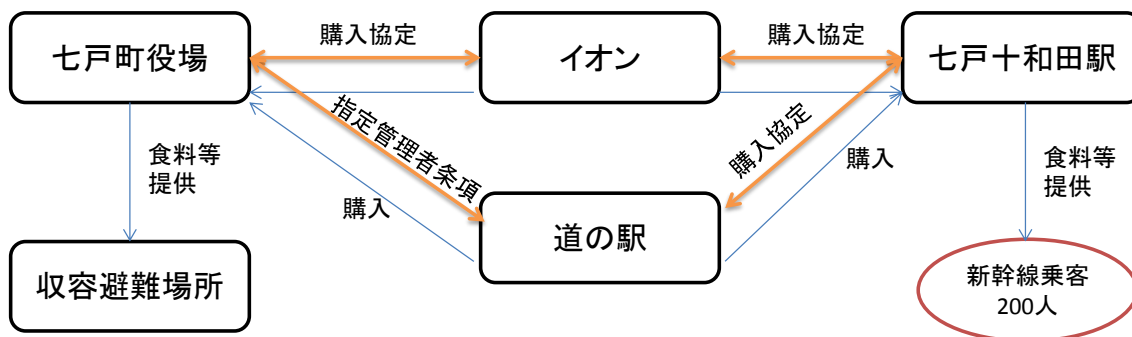 七戸町役場
購入協定
イオン
購入協定
七戸十和田駅
指定管理者条項
購入協定
食料等
提供
購入
購入
食料等
提供
道の駅
収容避難場所
新幹線乗客
200人